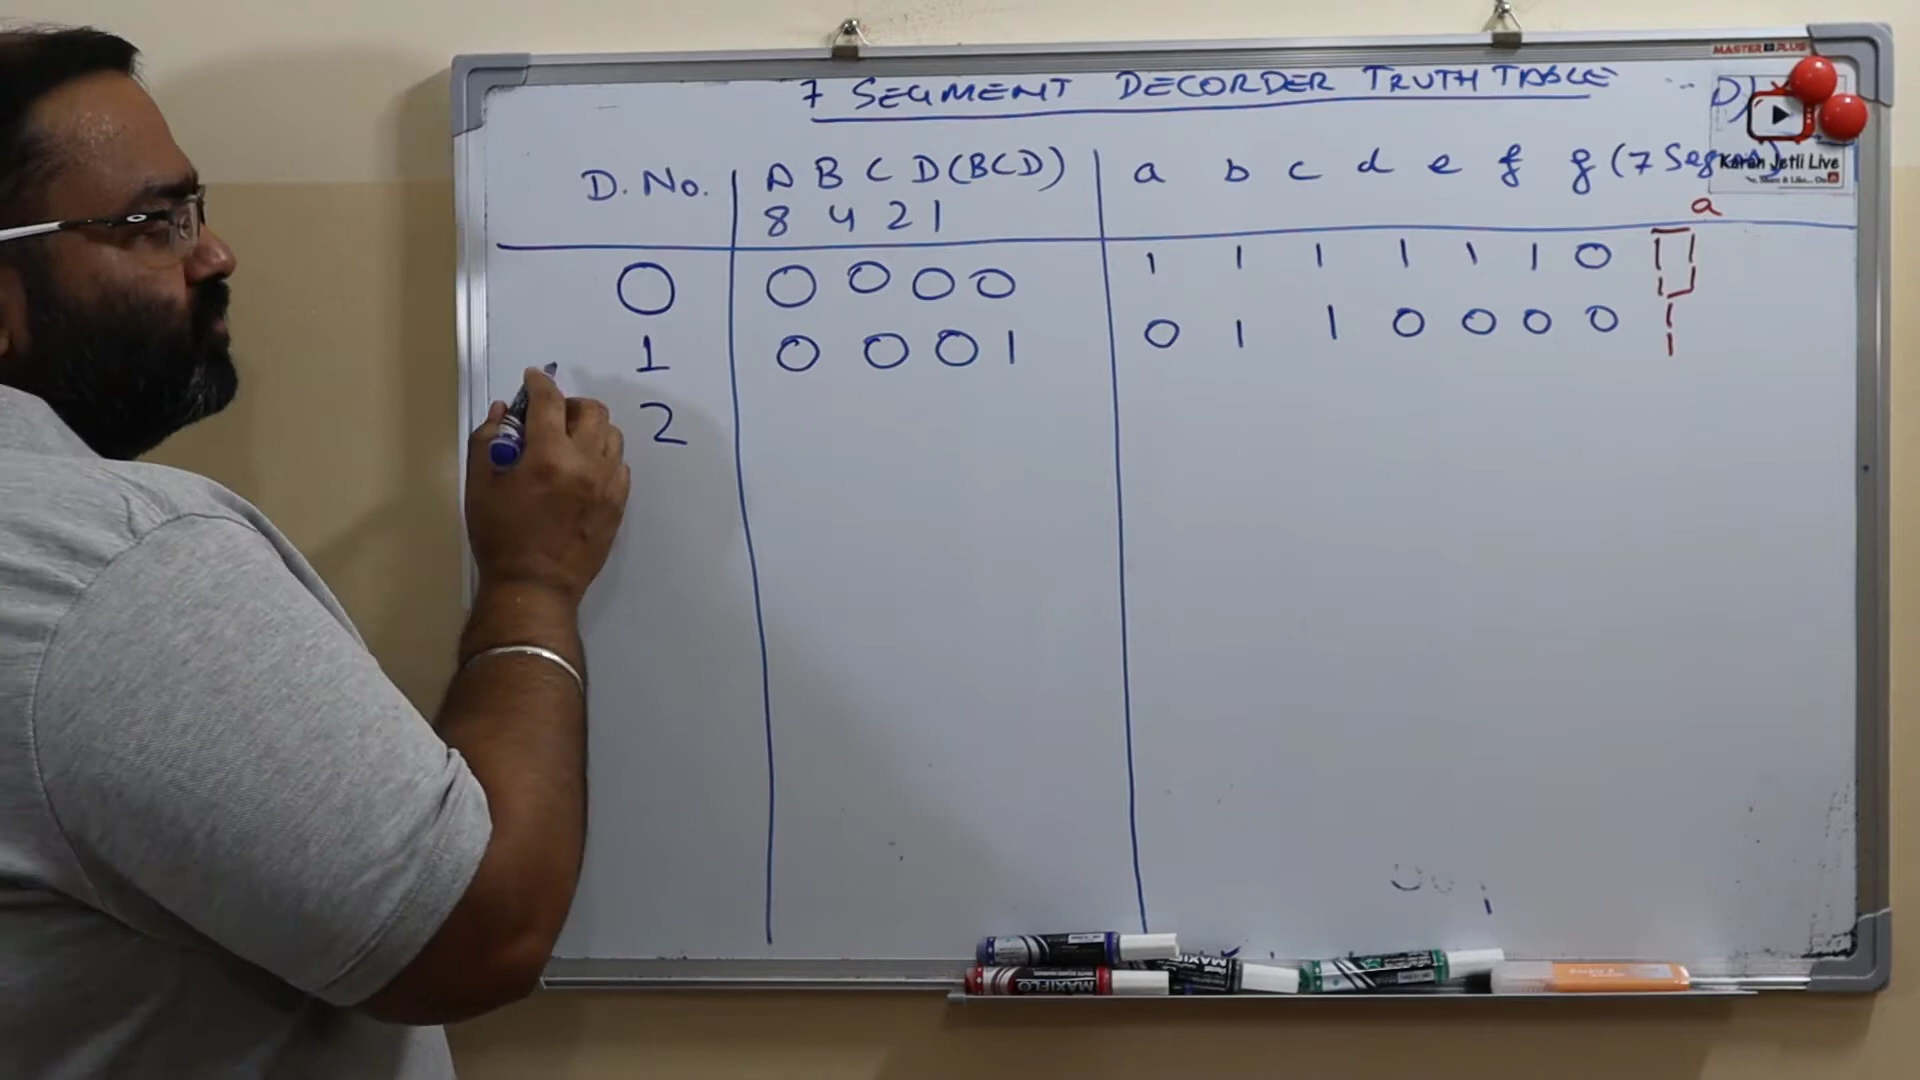 7 SEGMENT DECORDER TRUTH TABLE
MASTER PLUS
D. No. A B C D (BCD) a b c d e f g (7 Segm
Karan Jetli Live
8 4 2 1
a
0 0 0 0 0 1 1 1 1 1 1 0
1 0 0 0 1 0 1 1 0 0 0 0
2
MAXIFLO